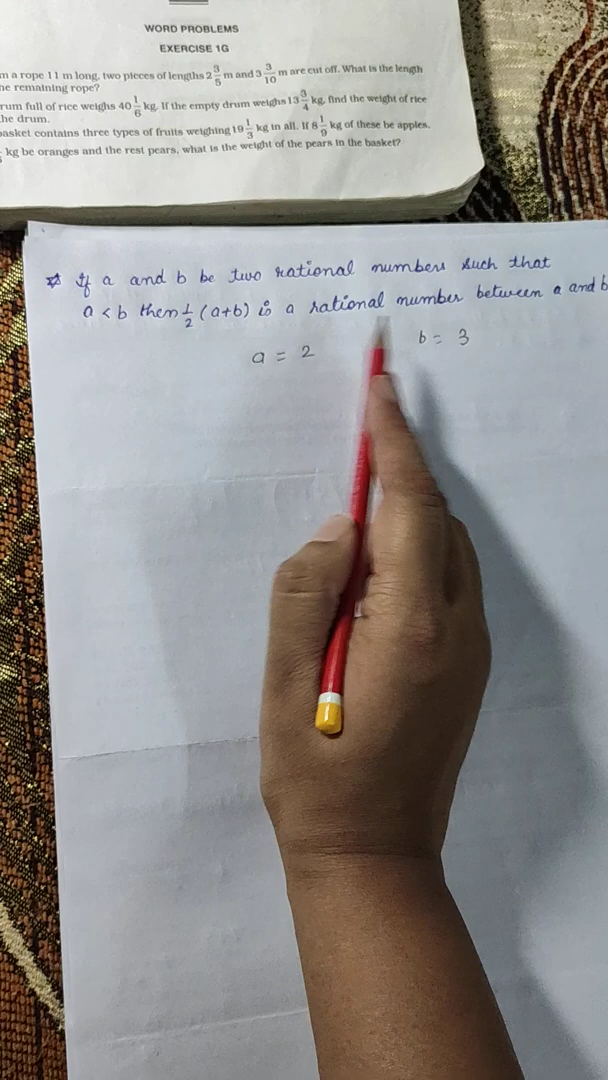 WORD PROBLEMS
EXERCISE 1G
m a rope 11 m long, two pieces of lengths 2 3/5 m and 3 3/10 m are cut off. What is the length
he remaining rope?
rum full of rice weighs 40 1/6 kg. If the empty drum weighs 13 3/4 kg, find the weight of rice
he drum.
basket contains three types of fruits weighing 19 1/3 kg in all. If 8 1/9 kg of these be apples,
kg be oranges and the rest pears, what is the weight of the pears in the basket?
If a and b be two rational numbers such that
a < b then 1/2 (a+b) is a rational number between a and b
a = 2 b = 3